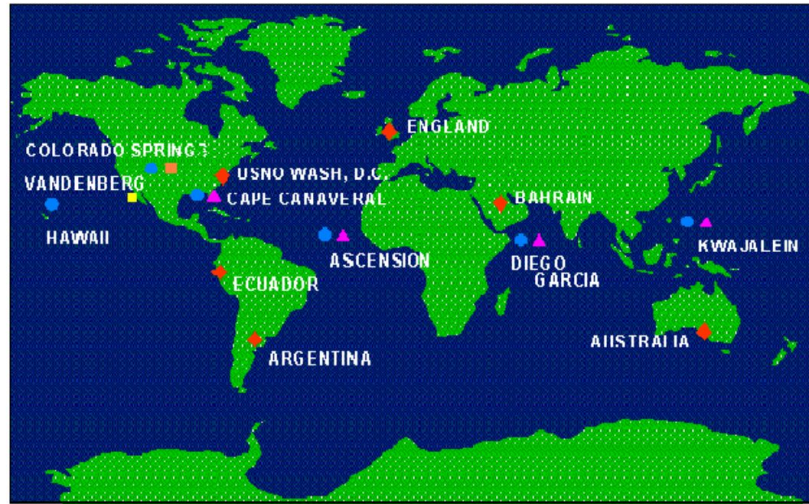 ENGLAND
COLORADO SPRINGS
USNO WASH, D.C.
VANDENBERG
CAPE CANAVERAL
BAHRAIN
HAWAII
ASCENSION
DIEGO
GARCIA
KWAJALEIN
ECUADOR
AUSTRALIA
ARGENTINA